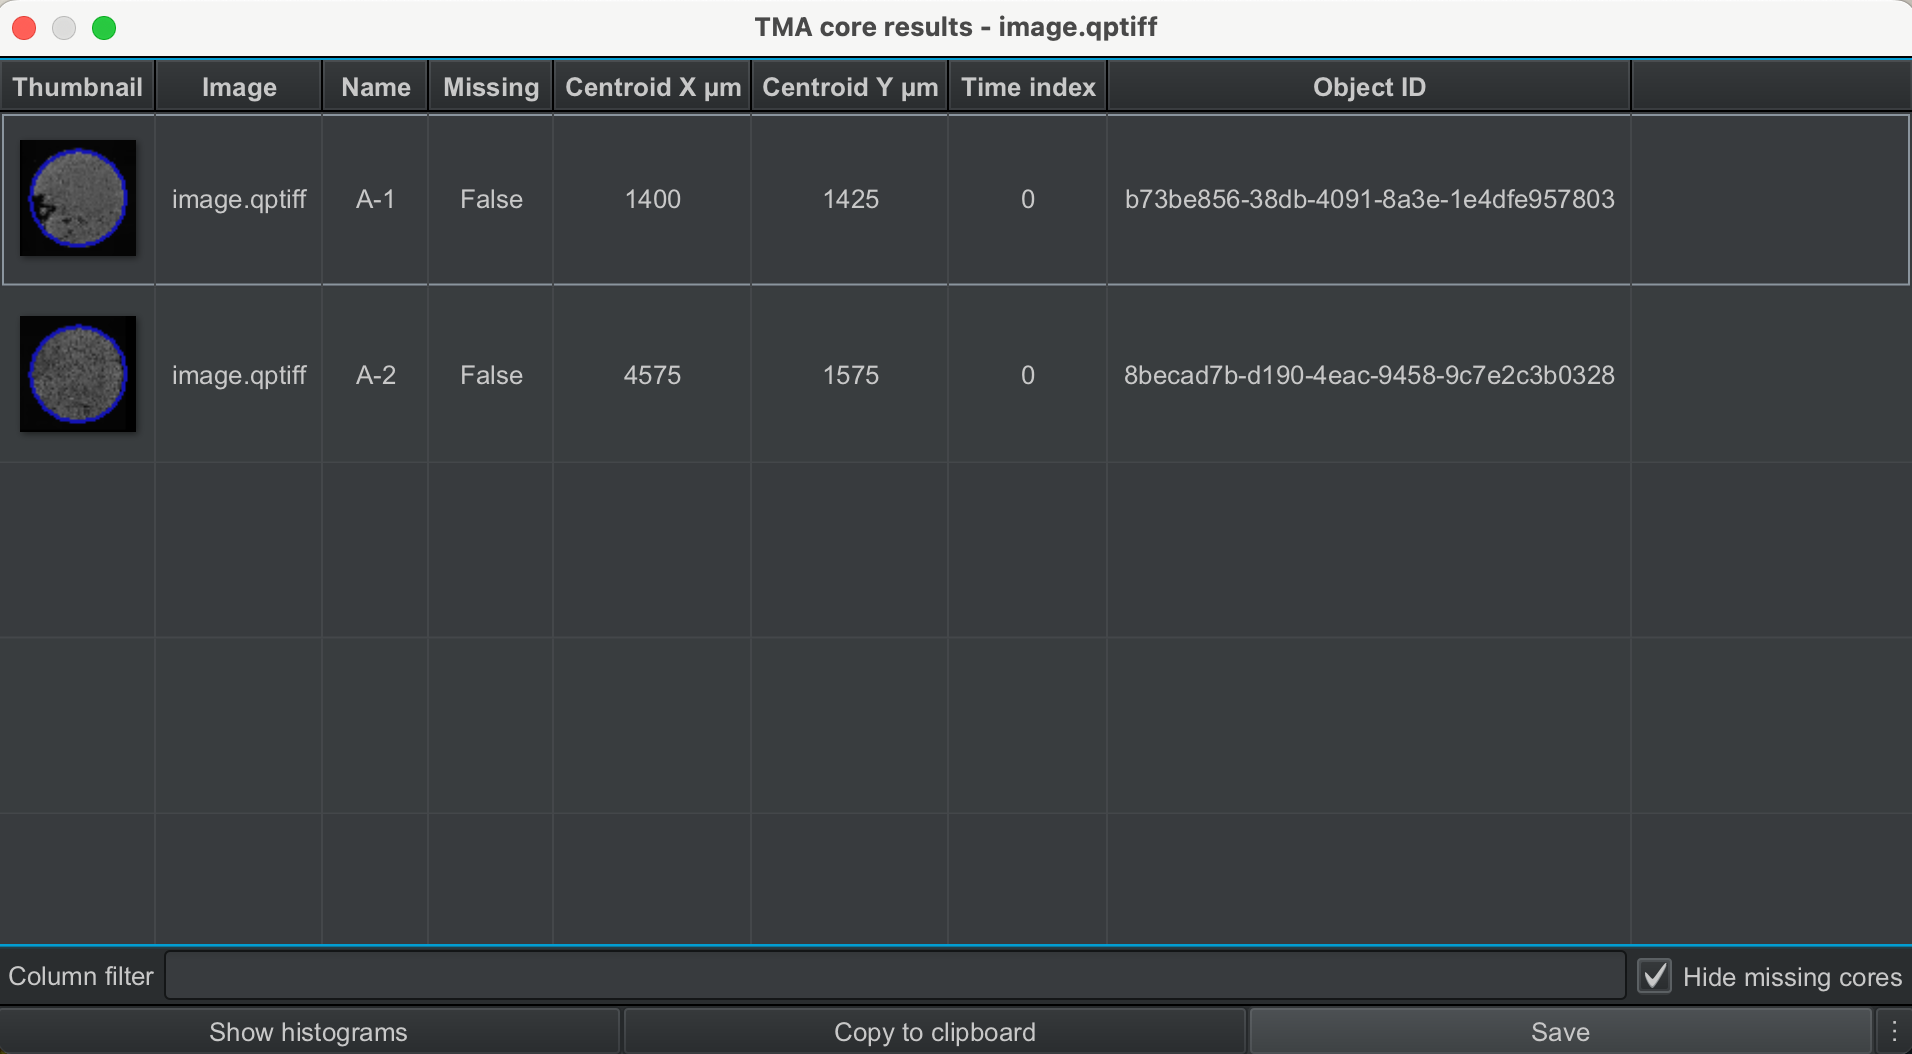 TMA core results - image.qptiff
Thumbnail Image Name Missing Centroid X µm Centroid Y µm Time index Object ID
image.qptiff A-1 False 1400 1425 0 b73be856-38db-4091-8a3e-1e4dfe957803
image.qptiff A-2 False 4575 1575 0 8becad7b-d190-4eac-9458-9c7e2c3b0328
Column filter Hide missing cores
Show histograms Copy to clipboard Save ⋮